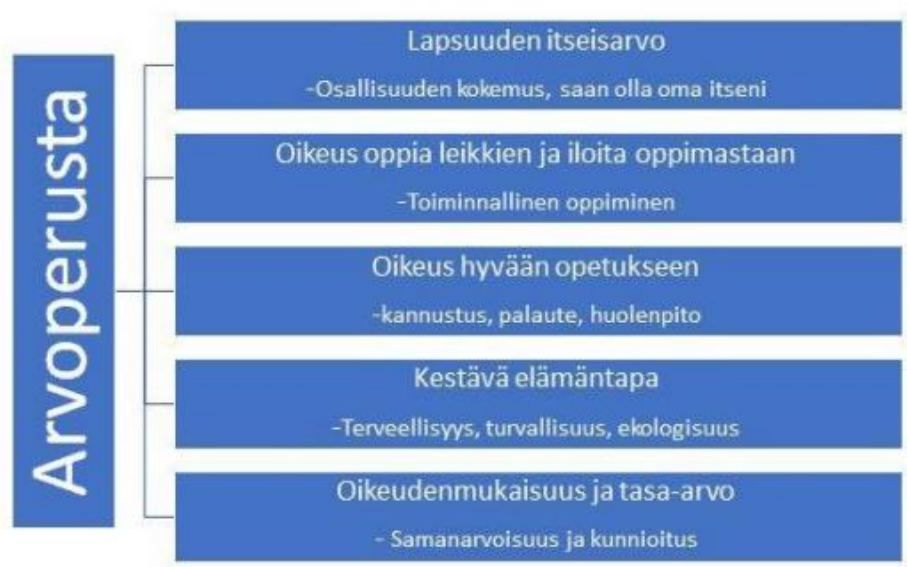 Arvoperusta
Lapsuuden itseisarvo
-Osallisuuden kokemus, saan olla oma itseni
Oikeus oppia leikkien ja iloita oppimastaan
-Toiminnallinen oppiminen
Oikeus hyvään opetukseen
-kannustus, palaute, huolenpito
Kestävä elämäntapa
-Terveellisyys, turvallisuus, ekologisuus
Oikeudenmukaisuus ja tasa-arvo
- Samanarvoisuus ja kunnioitus